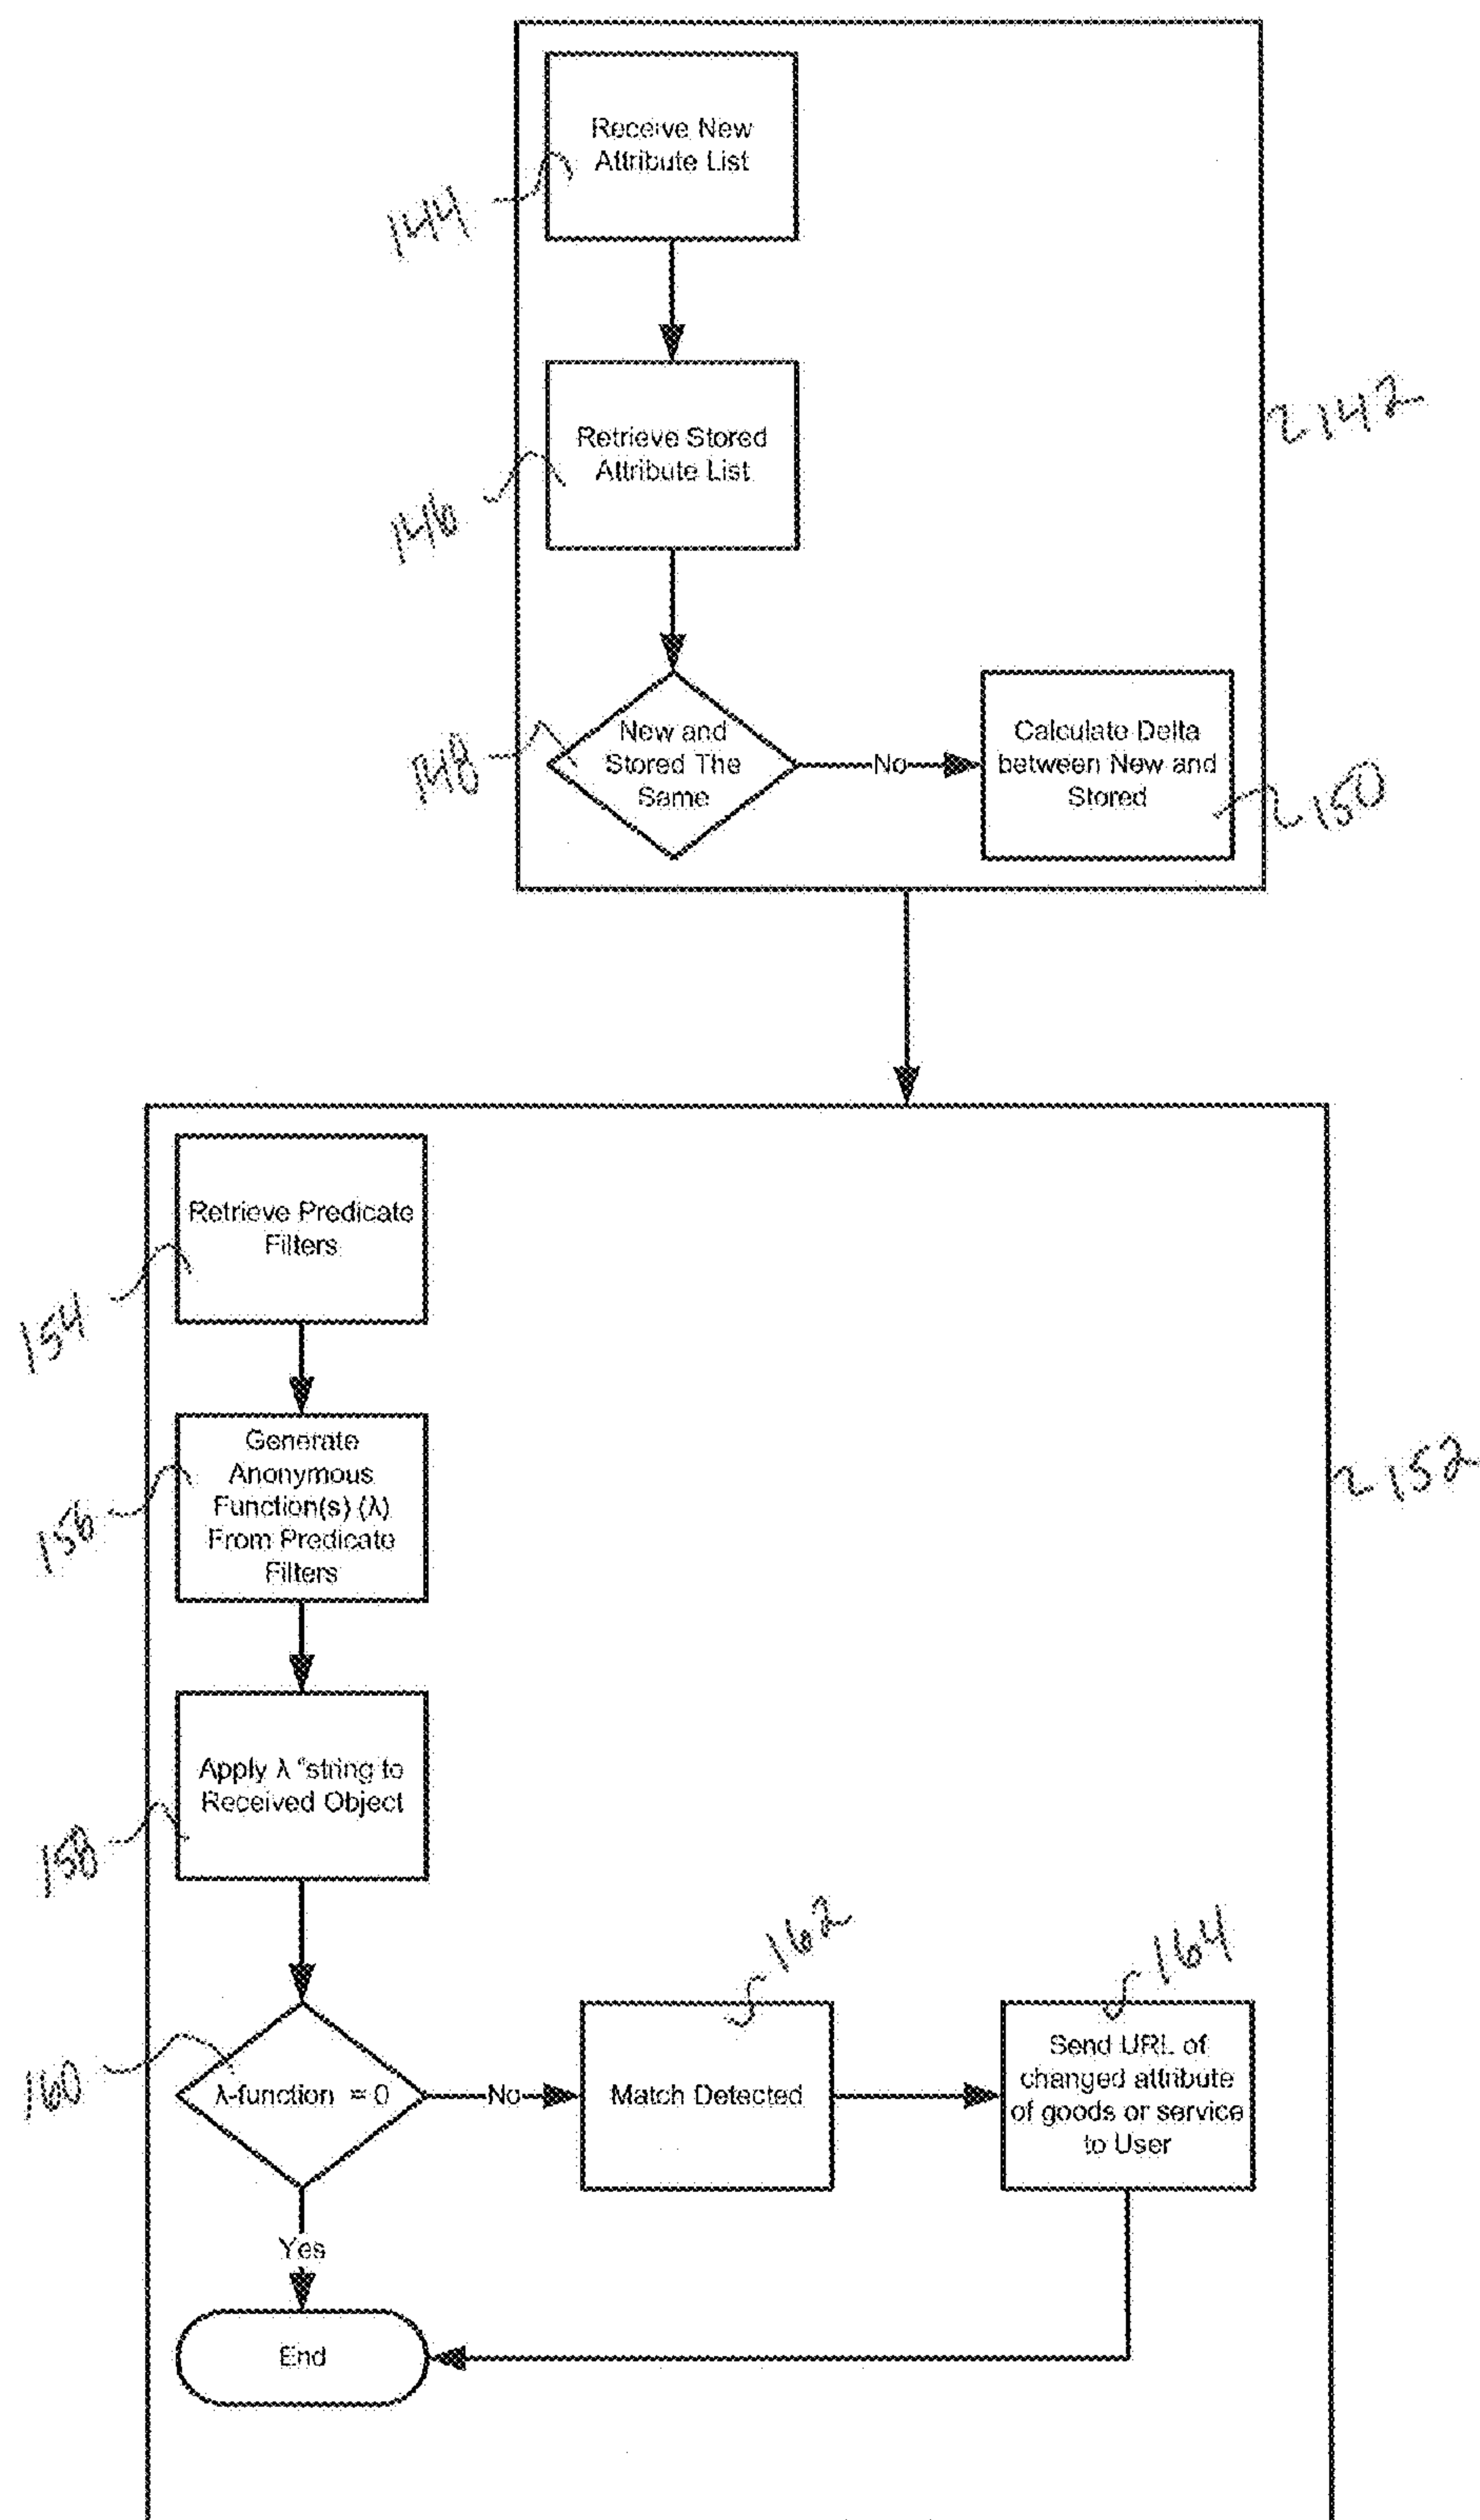 Receive New
Attribute List
144
Retrieve Stored
Attribute List
146
142
New and
Stored The
Same
148
No
Calculate Delta
between New and
Stored
150
Retrieve Predicate
Filters
154
Generate
Anonymous
Function(s) (λ)
From Predicate
Filters
156
152
Apply λ "string to
Received Object
158
λ-function = 0
160
No
Match Detected
162
Send URL of
changed attribute
of goods or service
to User
164
Yes
End